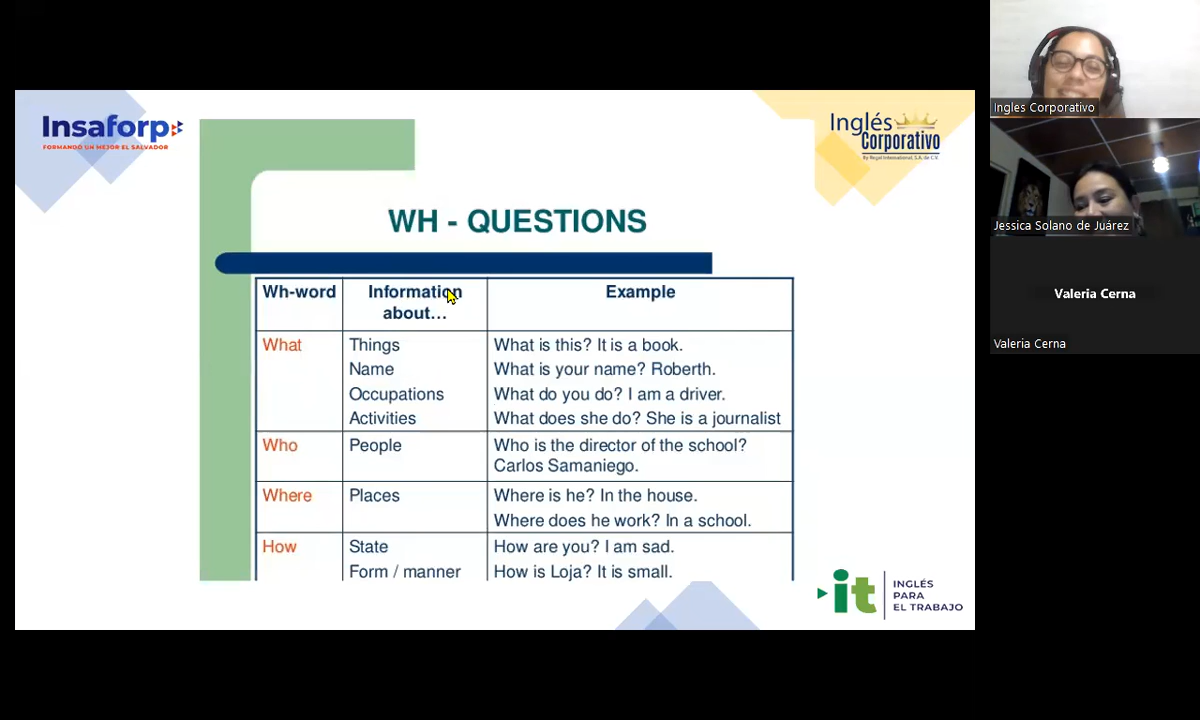 Insaforp
FORMANDO UN MEJOR EL SALVADOR
Inglés
Corporativo
By Regal International, S.A. de C.V.
WH - QUESTIONS
Wh-word
Information
about…
Example
What
Things
What is this? It is a book.
Name
What is your name? Roberth.
Occupations
What do you do? I am a driver.
Activities
What does she do? She is a journalist
Who
People
Who is the director of the school?
Carlos Samaniego.
Where
Places
Where is he? In the house.
Where does he work? In a school.
How
State
How are you? I am sad.
Form / manner
How is Loja? It is small.
it
INGLÉS
PARA
EL TRABAJO
Ingles Corporativo
Jessica Solano de Juárez
Valeria Cerna
Valeria Cerna